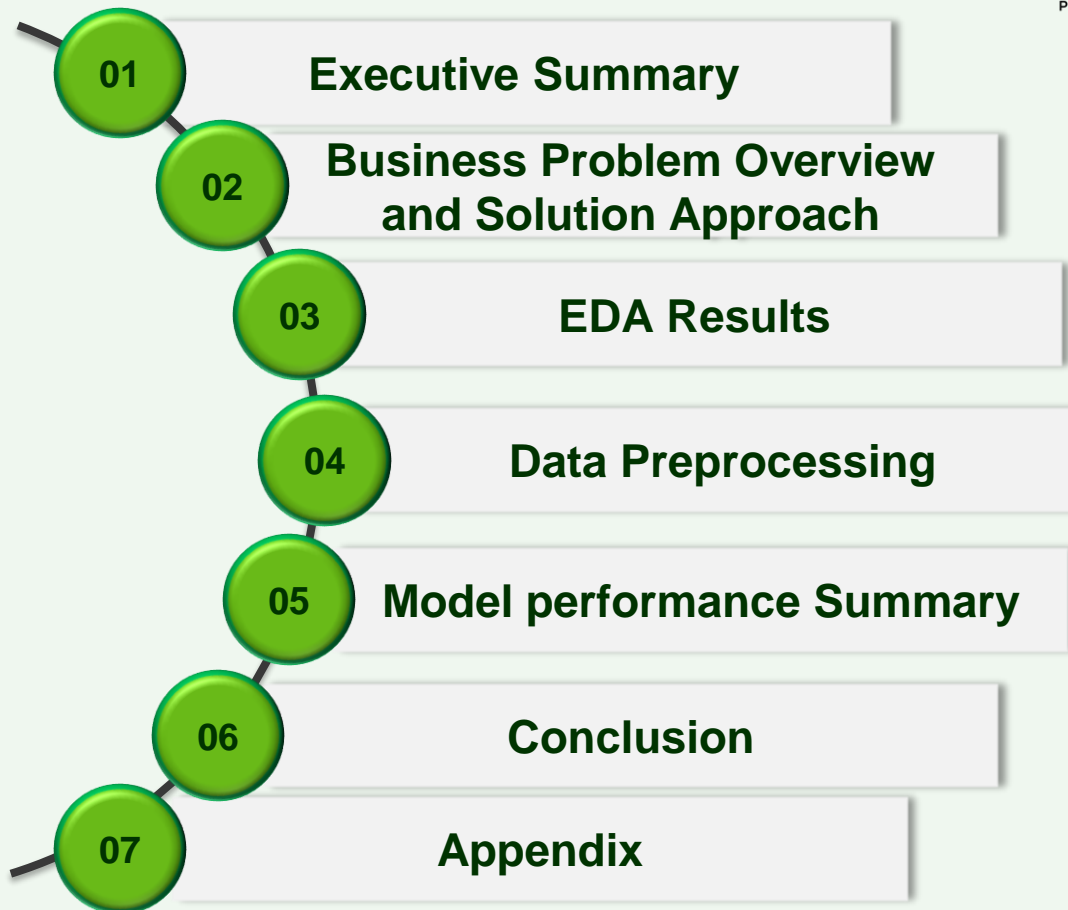 P
01
Executive Summary
02
Business Problem Overview
and Solution Approach
03
EDA Results
04
Data Preprocessing
05
Model performance Summary
06
Conclusion
07
Appendix